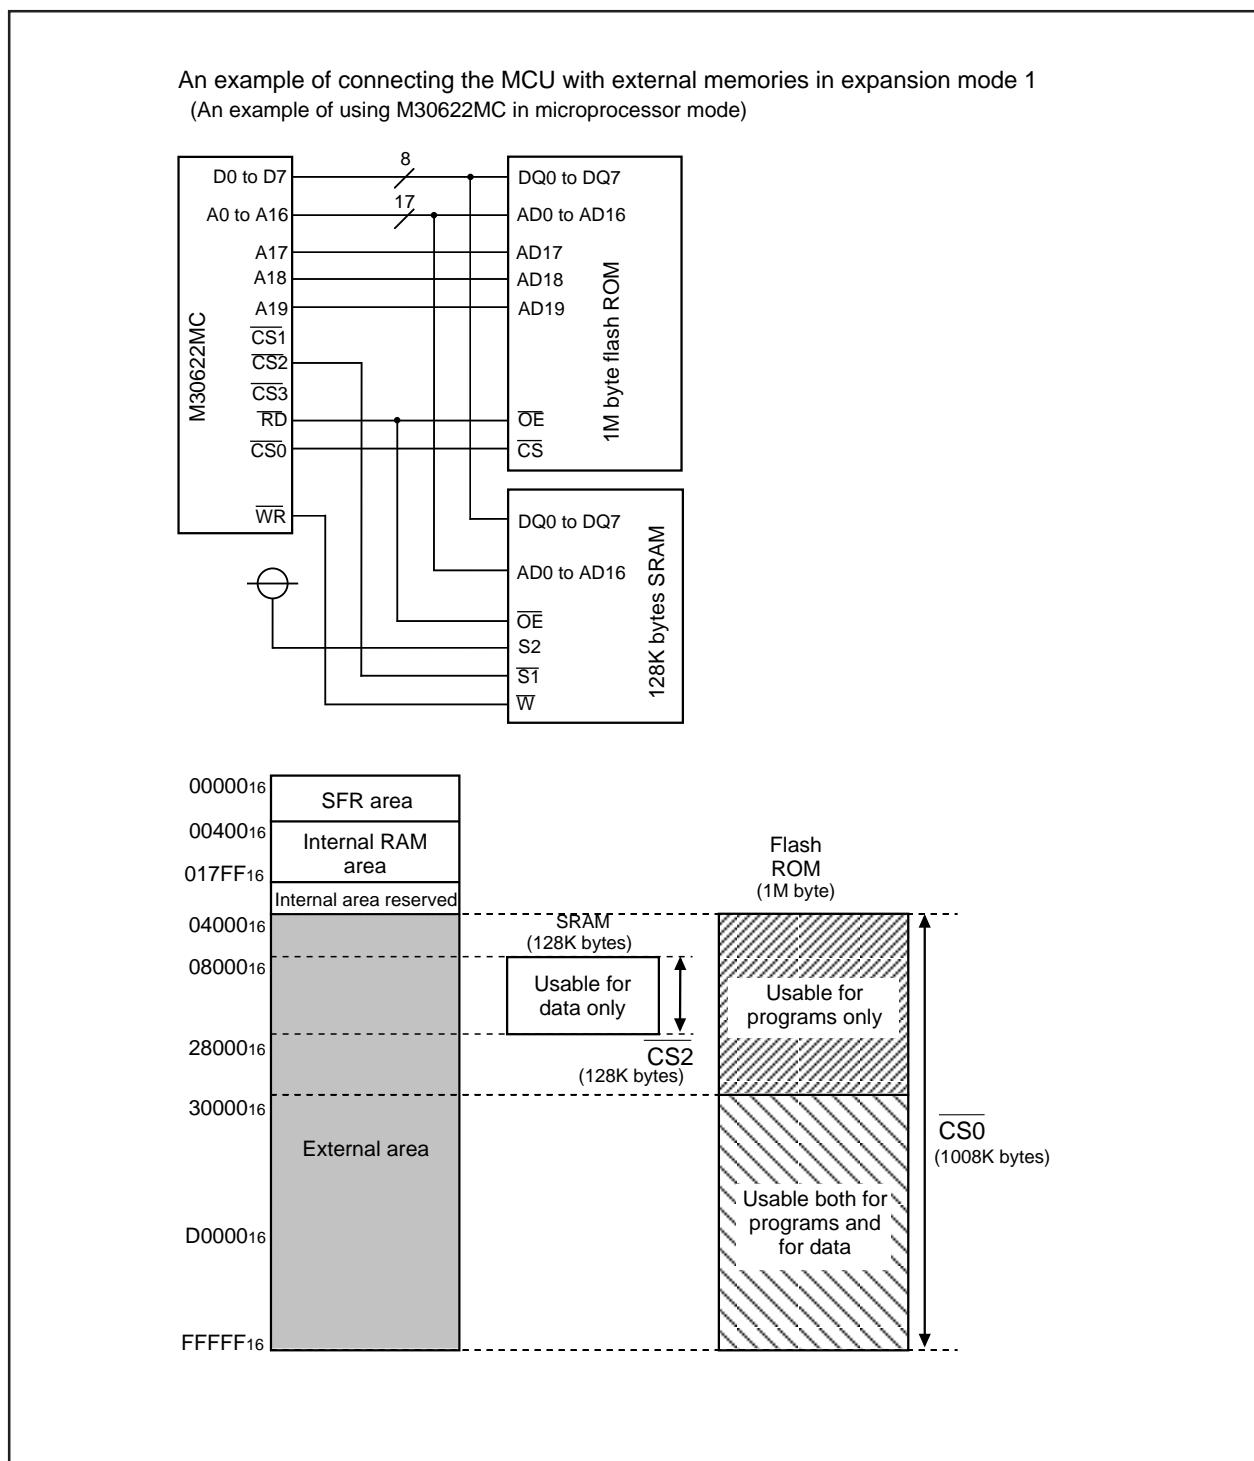 An example of connecting the MCU with external memories in expansion mode 1
(An example of using M30622MC in microprocessor mode)
M30622MC
D0 to D7
A0 to A16
A17
A18
A19
CS1
CS2
CS3
RD
CS0
WR
8
17
DQ0 to DQ7
AD0 to AD16
AD17
AD18
AD19
OE
CS
1M byte flash ROM
DQ0 to DQ7
AD0 to AD16
OE
S2
S1
W
128K bytes SRAM
0000016
0040016
017FF16
0400016
0800016
2800016
3000016
D000016
FFFFF16
SFR area
Internal RAM
area
Internal area reserved
External area
SRAM
(128K bytes)
Usable for
data only
CS2
(128K bytes)
Flash
ROM
(1M byte)
Usable for
programs only
Usable both for
programs and
for data
CS0
(1008K bytes)